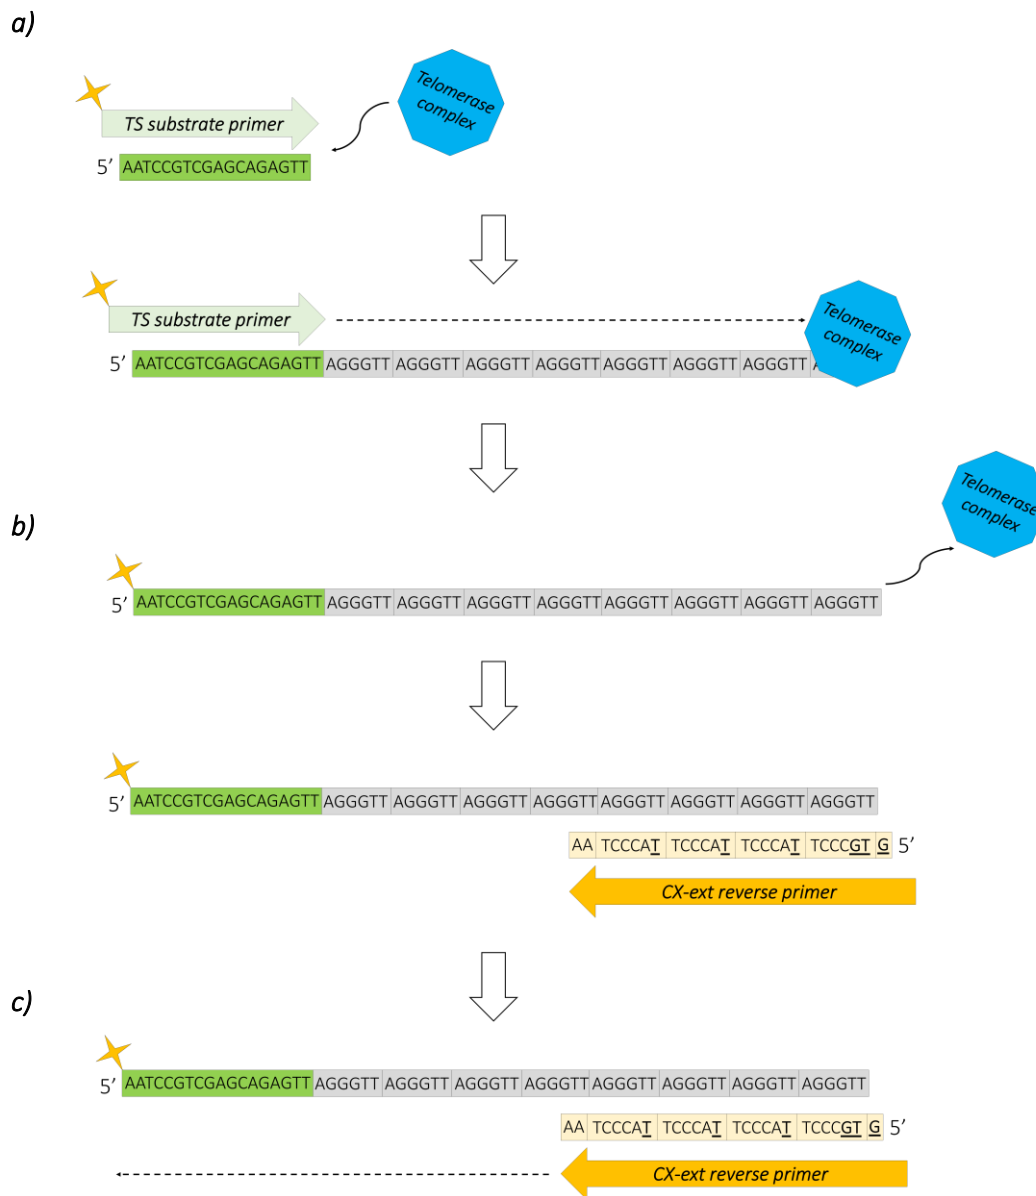 a)
Telomerase
complex
TS substrate primer
5’ AATCCGTCGAGCAGAGTT
TS substrate primer
Telomerase
complex
5’ AATCCGTCGAGCAGAGTT AGGGTT AGGGTT AGGGTT AGGGTT AGGGTT AGGGTT AGGGTT A
Telomerase
complex
b)
5’ AATCCGTCGAGCAGAGTT AGGGTT AGGGTT AGGGTT AGGGTT AGGGTT AGGGTT AGGGTT AGGGTT
5’ AATCCGTCGAGCAGAGTT AGGGTT AGGGTT AGGGTT AGGGTT AGGGTT AGGGTT AGGGTT AGGGTT
AA TCCCAT TCCCAT TCCCAT TCCCGT G 5’
CX-ext reverse primer
c)
5’ AATCCGTCGAGCAGAGTT AGGGTT AGGGTT AGGGTT AGGGTT AGGGTT AGGGTT AGGGTT AGGGTT
AA TCCCAT TCCCAT TCCCAT TCCCGT G 5’
CX-ext reverse primer